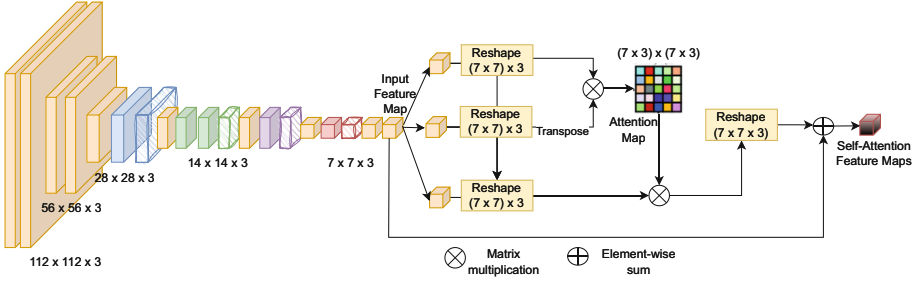 112 x 112 x 3
56 x 56 x 3
28 x 28 x 3
14 x 14 x 3
7 x 7 x 3
Input
Feature
Map
Reshape
(7 x 7) x 3
Reshape
(7 x 7) x 3
Reshape
(7 x 7) x 3
Transpose
(7 x 3) x (7 x 3)
Attention
Map
Reshape
(7 x 7 x 3)
Self-Attention
Feature Maps
Matrix
multiplication
Element-wise
sum